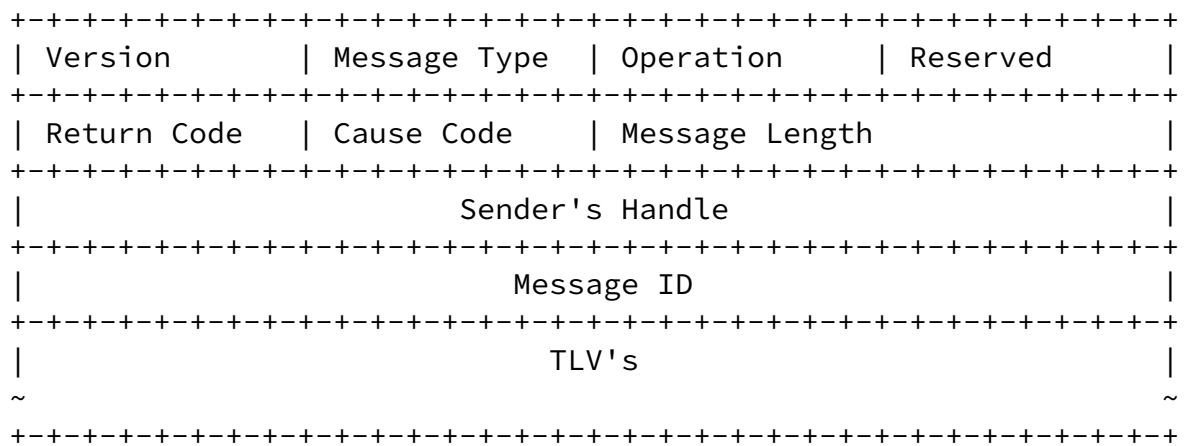 +-+-+-+-+-+-+-+-+-+-+-+-+-+-+-+-+-+-+-+-+-+-+-+-+-+-+-+-+-+-+-+-+
| Version       | Message Type  | Operation     | Reserved      |
+-+-+-+-+-+-+-+-+-+-+-+-+-+-+-+-+-+-+-+-+-+-+-+-+-+-+-+-+-+-+-+-+
| Return Code   | Cause Code    | Message Length                |
+-+-+-+-+-+-+-+-+-+-+-+-+-+-+-+-+-+-+-+-+-+-+-+-+-+-+-+-+-+-+-+-+
|                        Sender's Handle                        |
+-+-+-+-+-+-+-+-+-+-+-+-+-+-+-+-+-+-+-+-+-+-+-+-+-+-+-+-+-+-+-+-+
|                           Message ID                          |
+-+-+-+-+-+-+-+-+-+-+-+-+-+-+-+-+-+-+-+-+-+-+-+-+-+-+-+-+-+-+-+-+
|                             TLV's                             |
~                                                               ~
+-+-+-+-+-+-+-+-+-+-+-+-+-+-+-+-+-+-+-+-+-+-+-+-+-+-+-+-+-+-+-+-+